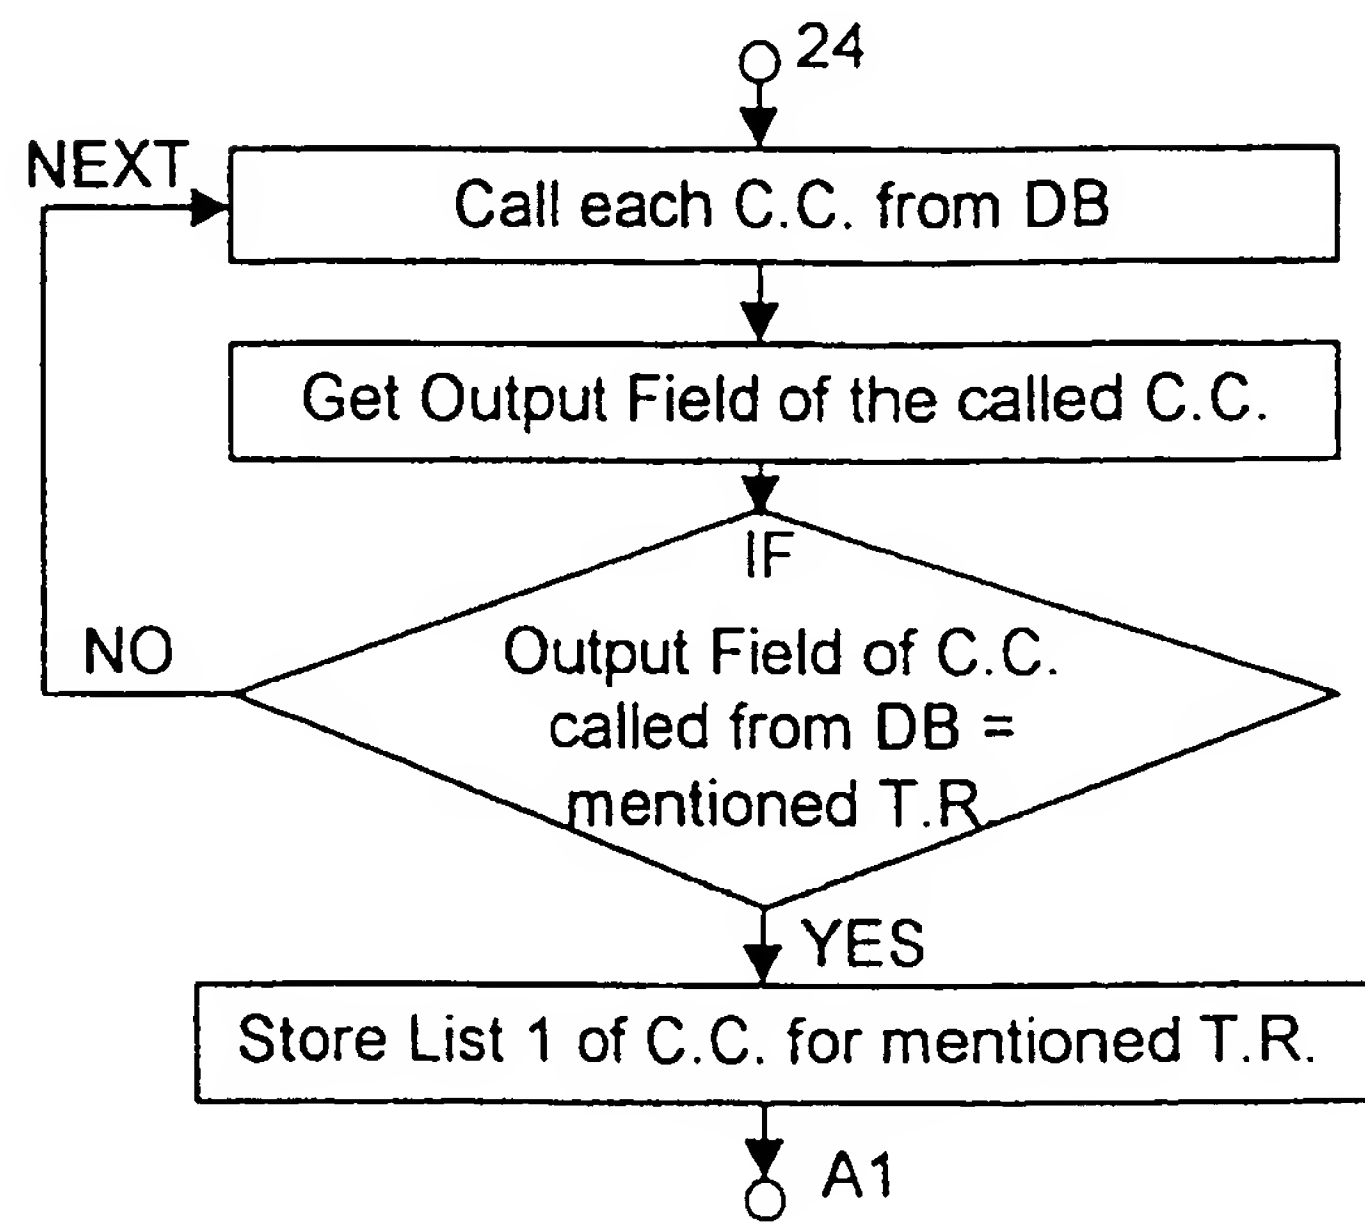 24
NEXT
Call each C.C. from DB
Get Output Field of the called C.C.
IF
NO
Output Field of C.C.
called from DB =
mentioned T.R.
YES
Store List 1 of C.C. for mentioned T.R.
A1